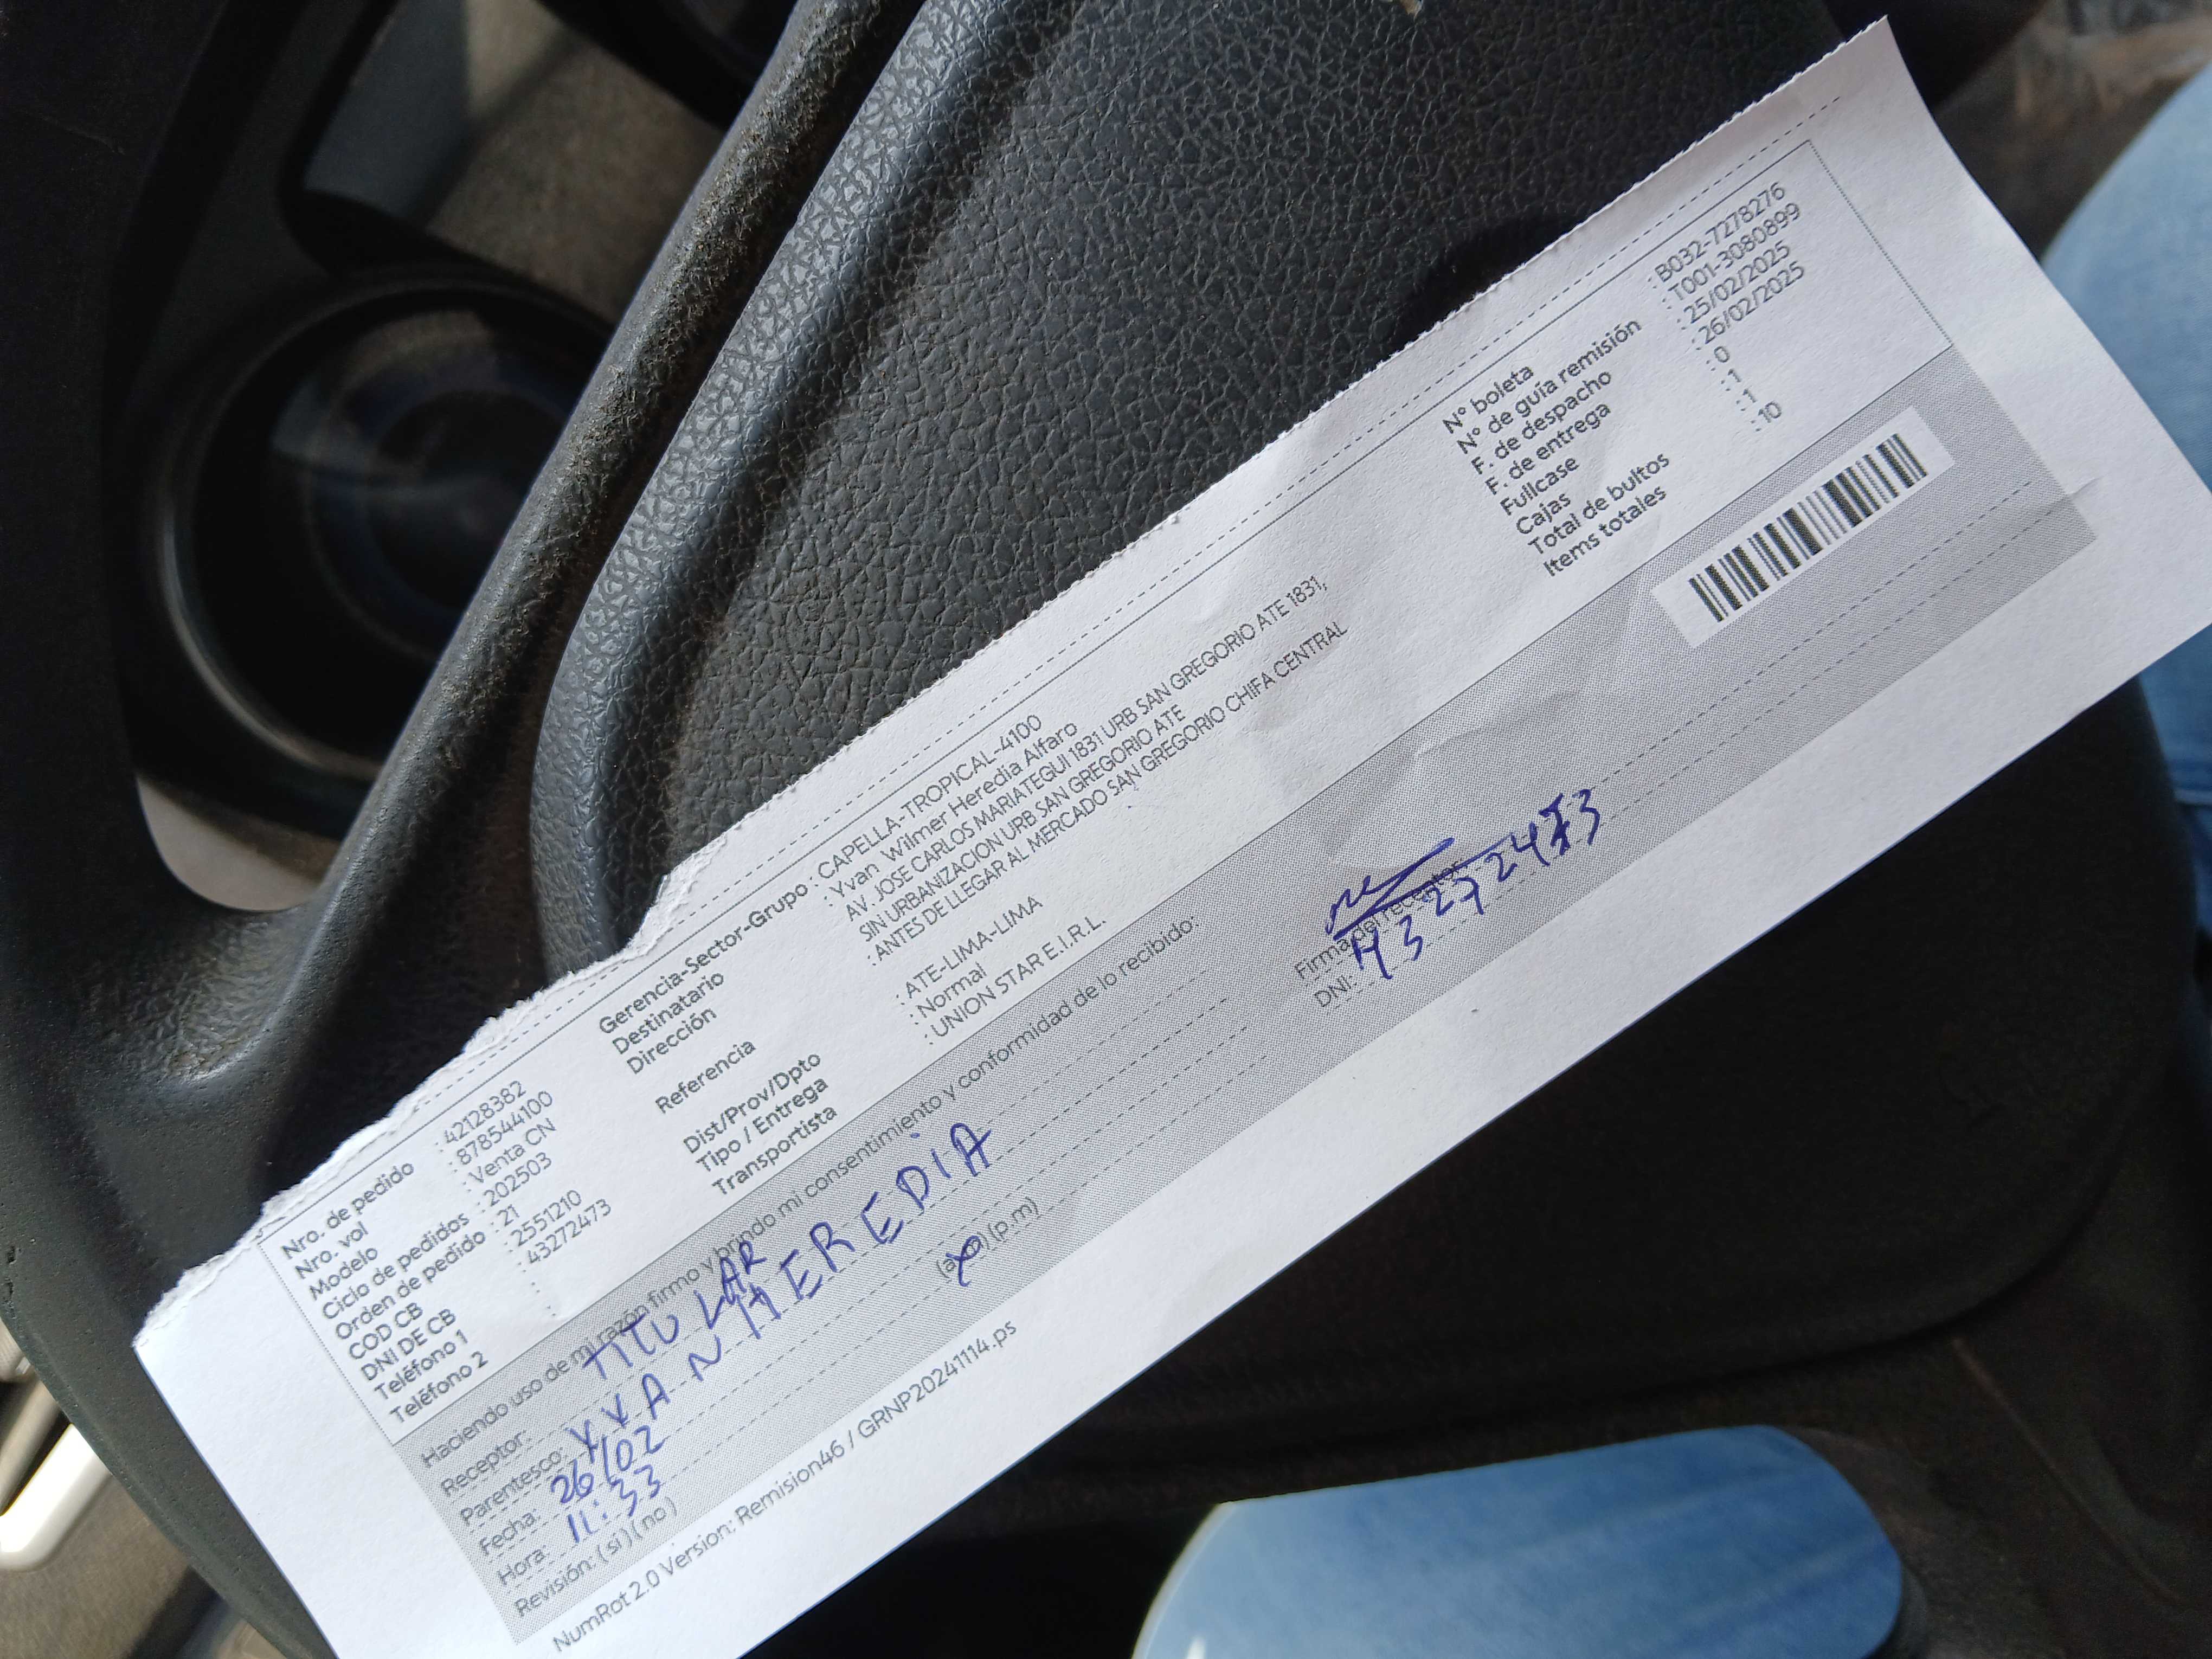 Nro. de pedido : 42128382
Nro. vol : 878544100
Modelo : Venta CN
Ciclo de pedidos : 202503
Orden de pedido : 21
COD CB : 2551210
DNI DE CB : 43272473
Teléfono 1 :
Teléfono 2 :
Gerencia-Sector-Grupo : CAPELLA-TROPICAL-4100
Destinatario : Yvan Wilmer Heredia Alfaro
Dirección AV. JOSE CARLOS MARIATEGUI 1831 URB SAN GREGORIO ATE 1831,
SIN URBANIZACION URB SAN GREGORIO ATE
Referencia : ANTES DE LLEGAR AL MERCADO SAN GREGORIO CHIFA CENTRAL
Dist/Prov/Dpto : ATE-LIMA-LIMA
Tipo / Entrega : Normal
Transportista : UNION STAR E.I.R.L.
N° boleta : B032-7278276
N° de guía remisión : T001-3080899
F. de despacho : 25/02/2025
F. de entrega : 26/02/2025
Fullcase : 0
Cajas : 1
Total de bultos : 1
Items totales : 10
Haciendo uso de mi razón firmo y brindo mi consentimiento y conformidad de lo recibido:
Receptor: TITULAR
Parentesco: YVAN HEREDIA
Fecha: 26/02
Hora: 11:33 (a.m) (p.m)
Revisión: (si) (no)
Firma del receptor
DNI: 43272473
NumRot 2.0 Version: Remision46 / GRNP20241114.ps